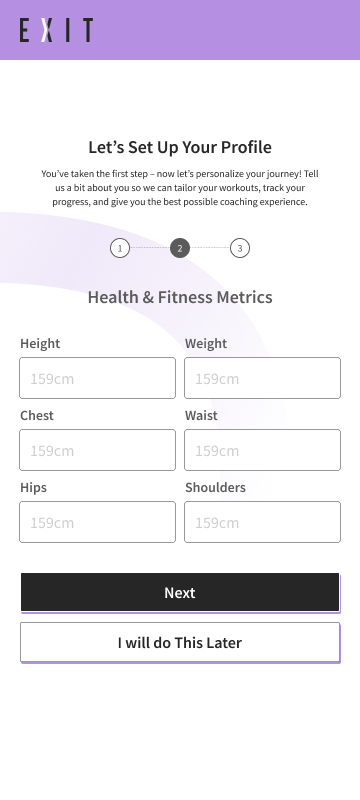 EXIT
Let’s Set Up Your Profile
You’ve taken the first step – now let’s personalize your journey! Tell
us a bit about you so we can tailor your workouts, track your
progress, and give you the best possible coaching experience.
1 2 3
Health & Fitness Metrics
Height Weight
159cm 159cm
Chest Waist
159cm 159cm
Hips Shoulders
159cm 159cm
Next
I will do This Later